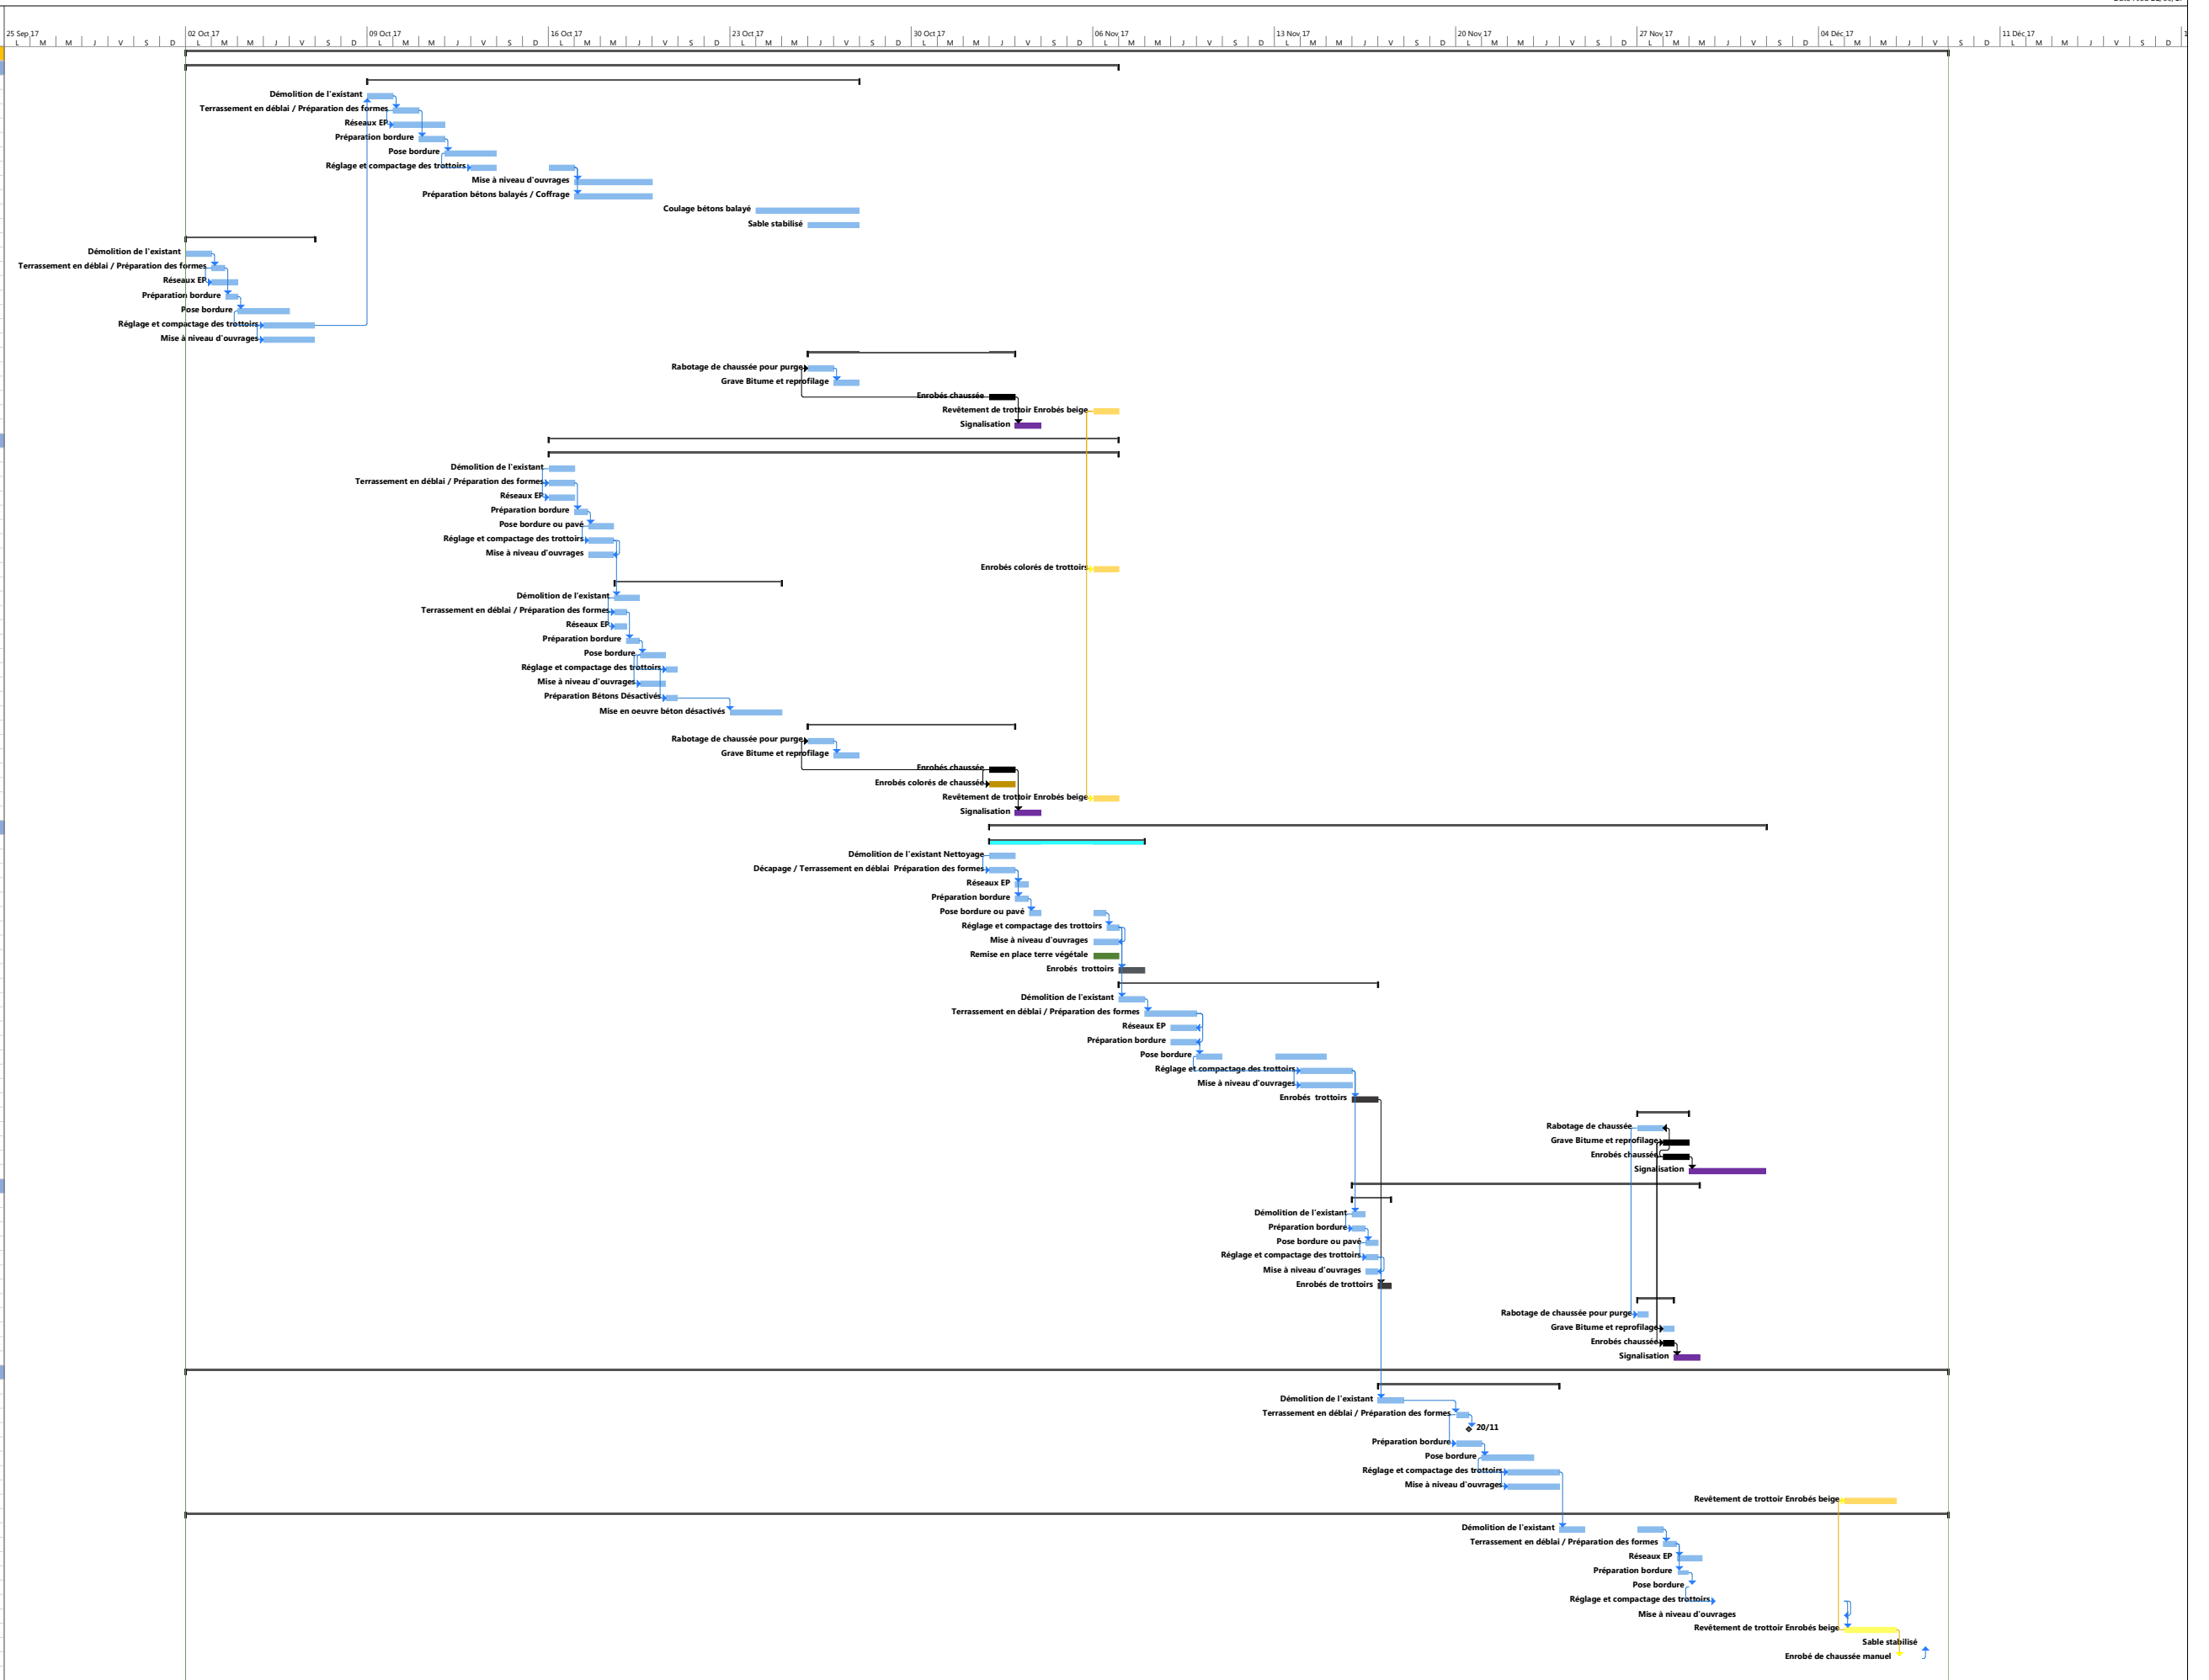 25 Sep 17 02 Oct 17 09 Oct 17 16 Oct 17 23 Oct 17 30 Oct 17 06 Nov 17 13 Nov 17 20 Nov 17 27 Nov 17 04 Déc 17 11 Déc 17
L M M J V S D L M M J V S D L M M J V S D L M M J V S D L M M J V S D L M M J V S D L M M J V S D L M M J V S D L M M J V S D L M M J V S D L M M J V S D L M M J V S D
Démolition de l'existant
Terrassement en déblai / Préparation des formes
Réseaux EP
Préparation bordure
Pose bordure
Réglage et compactage des trottoirs
Mise à niveau d'ouvrages
Préparation bétons balayés / Coffrage
Coulage bétons balayé
Sable stabilisé
Démolition de l'existant
Terrassement en déblai / Préparation des formes
Réseaux EP
Préparation bordure
Pose bordure
Réglage et compactage des trottoirs
Mise à niveau d'ouvrages
Rabotage de chaussée pour purge
Grave Bitume et reprofilage
Enrobés chaussée
Revêtement de trottoir Enrobés beige
Signalisation
Démolition de l'existant
Terrassement en déblai / Préparation des formes
Réseaux EP
Préparation bordure
Pose bordure ou pavé
Réglage et compactage des trottoirs
Mise à niveau d'ouvrages
Enrobés colorés de trottoirs
Démolition de l'existant
Terrassement en déblai / Préparation des formes
Réseaux EP
Préparation bordure
Pose bordure
Réglage et compactage des trottoirs
Mise à niveau d'ouvrages
Préparation Bétons Désactivés
Mise en oeuvre béton désactivés
Rabotage de chaussée pour purge
Grave Bitume et reprofilage
Enrobés chaussée
Enrobés colorés de chaussée
Revêtement de trottoir Enrobés beige
Signalisation
Démolition de l'existant Nettoyage
Décapage / Terrassement en déblai Préparation des formes
Réseaux EP
Préparation bordure
Pose bordure ou pavé
Réglage et compactage des trottoirs
Mise à niveau d'ouvrages
Remise en place terre végétale
Enrobés trottoirs
Démolition de l'existant
Terrassement en déblai / Préparation des formes
Réseaux EP
Préparation bordure
Pose bordure
Réglage et compactage des trottoirs
Mise à niveau d'ouvrages
Enrobés trottoirs
Rabotage de chaussée
Grave Bitume et reprofilage
Enrobés chaussée
Signalisation
Démolition de l'existant
Préparation bordure
Pose bordure ou pavé
Réglage et compactage des trottoirs
Mise à niveau d'ouvrages
Enrobés de trottoirs
Rabotage de chaussée pour purge
Grave Bitume et reprofilage
Enrobés chaussée
Signalisation
Démolition de l'existant
Terrassement en déblai / Préparation des formes
20/11
Préparation bordure
Pose bordure
Réglage et compactage des trottoirs
Mise à niveau d'ouvrages
Revêtement de trottoir Enrobés beige
Démolition de l'existant
Terrassement en déblai / Préparation des formes
Réseaux EP
Préparation bordure
Pose bordure
Réglage et compactage des trottoirs
Mise à niveau d'ouvrages
Revêtement de trottoir Enrobés beige
Sable stabilisé
Enrobé de chaussée manuel